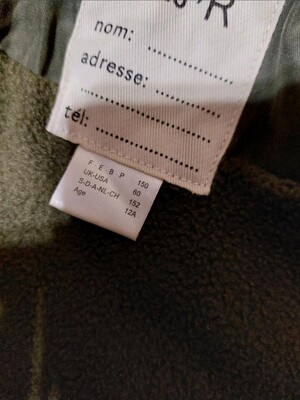 'R
nom: ................
adresse: ................
................
................
tél: ................
F E B P 150
UK-USA 60
S-D-A-NL-CH 152
Age 12A